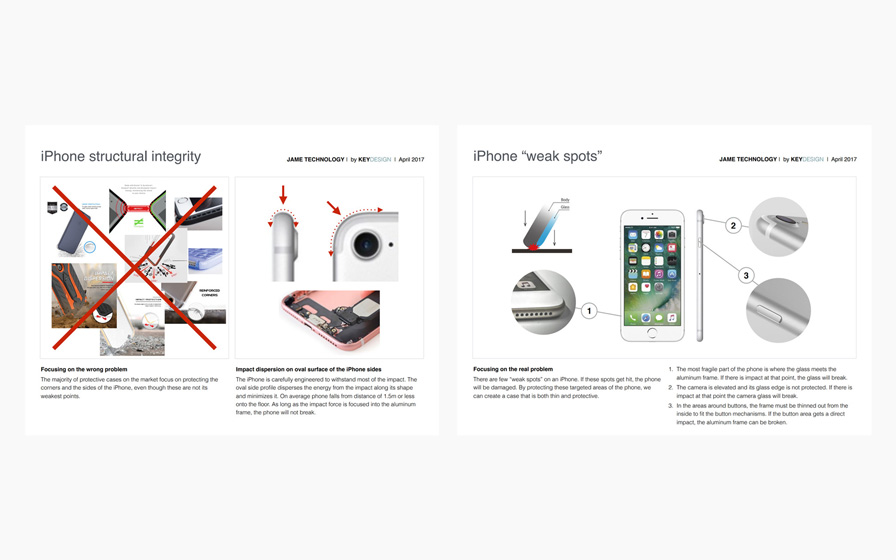 iPhone structural integrity
JAME TECHNOLOGY I by KEYDESIGN I April 2017
REINFORCED
CORNERS
Focusing on the wrong problem
The majority of protective cases on the market focus on protecting the
corners and the sides of the iPhone, even though these are not its
weakest points.
Impact dispersion on oval surface of the iPhone sides
The iPhone is carefully engineered to withstand most of the impact. The
oval side profile disperses the energy from the impact along its shape
and minimizes it. On average phone falls from distance of 1.5m or less
onto the floor. As long as the impact force is focused into the aluminum
frame, the phone will not break.
iPhone “weak spots”
JAME TECHNOLOGY I by KEYDESIGN I April 2017
Body
Glass
1
2
3
Focusing on the real problem
There are few “weak spots” on an iPhone. If these spots get hit, the phone
will be damaged. By protecting these targeted areas of the phone, we
can create a case that is both thin and protective.
1. The most fragile part of the phone is where the glass meets the
aluminum frame. If there is impact at that point, the glass will break.
2. The camera is elevated and its glass edge is not protected. If there is
impact at that point the camera glass will break.
3. In the areas around buttons, the frame must be thinned out from the
inside to fit the button mechanisms. If the button area gets a direct
impact, the aluminum frame can be broken.